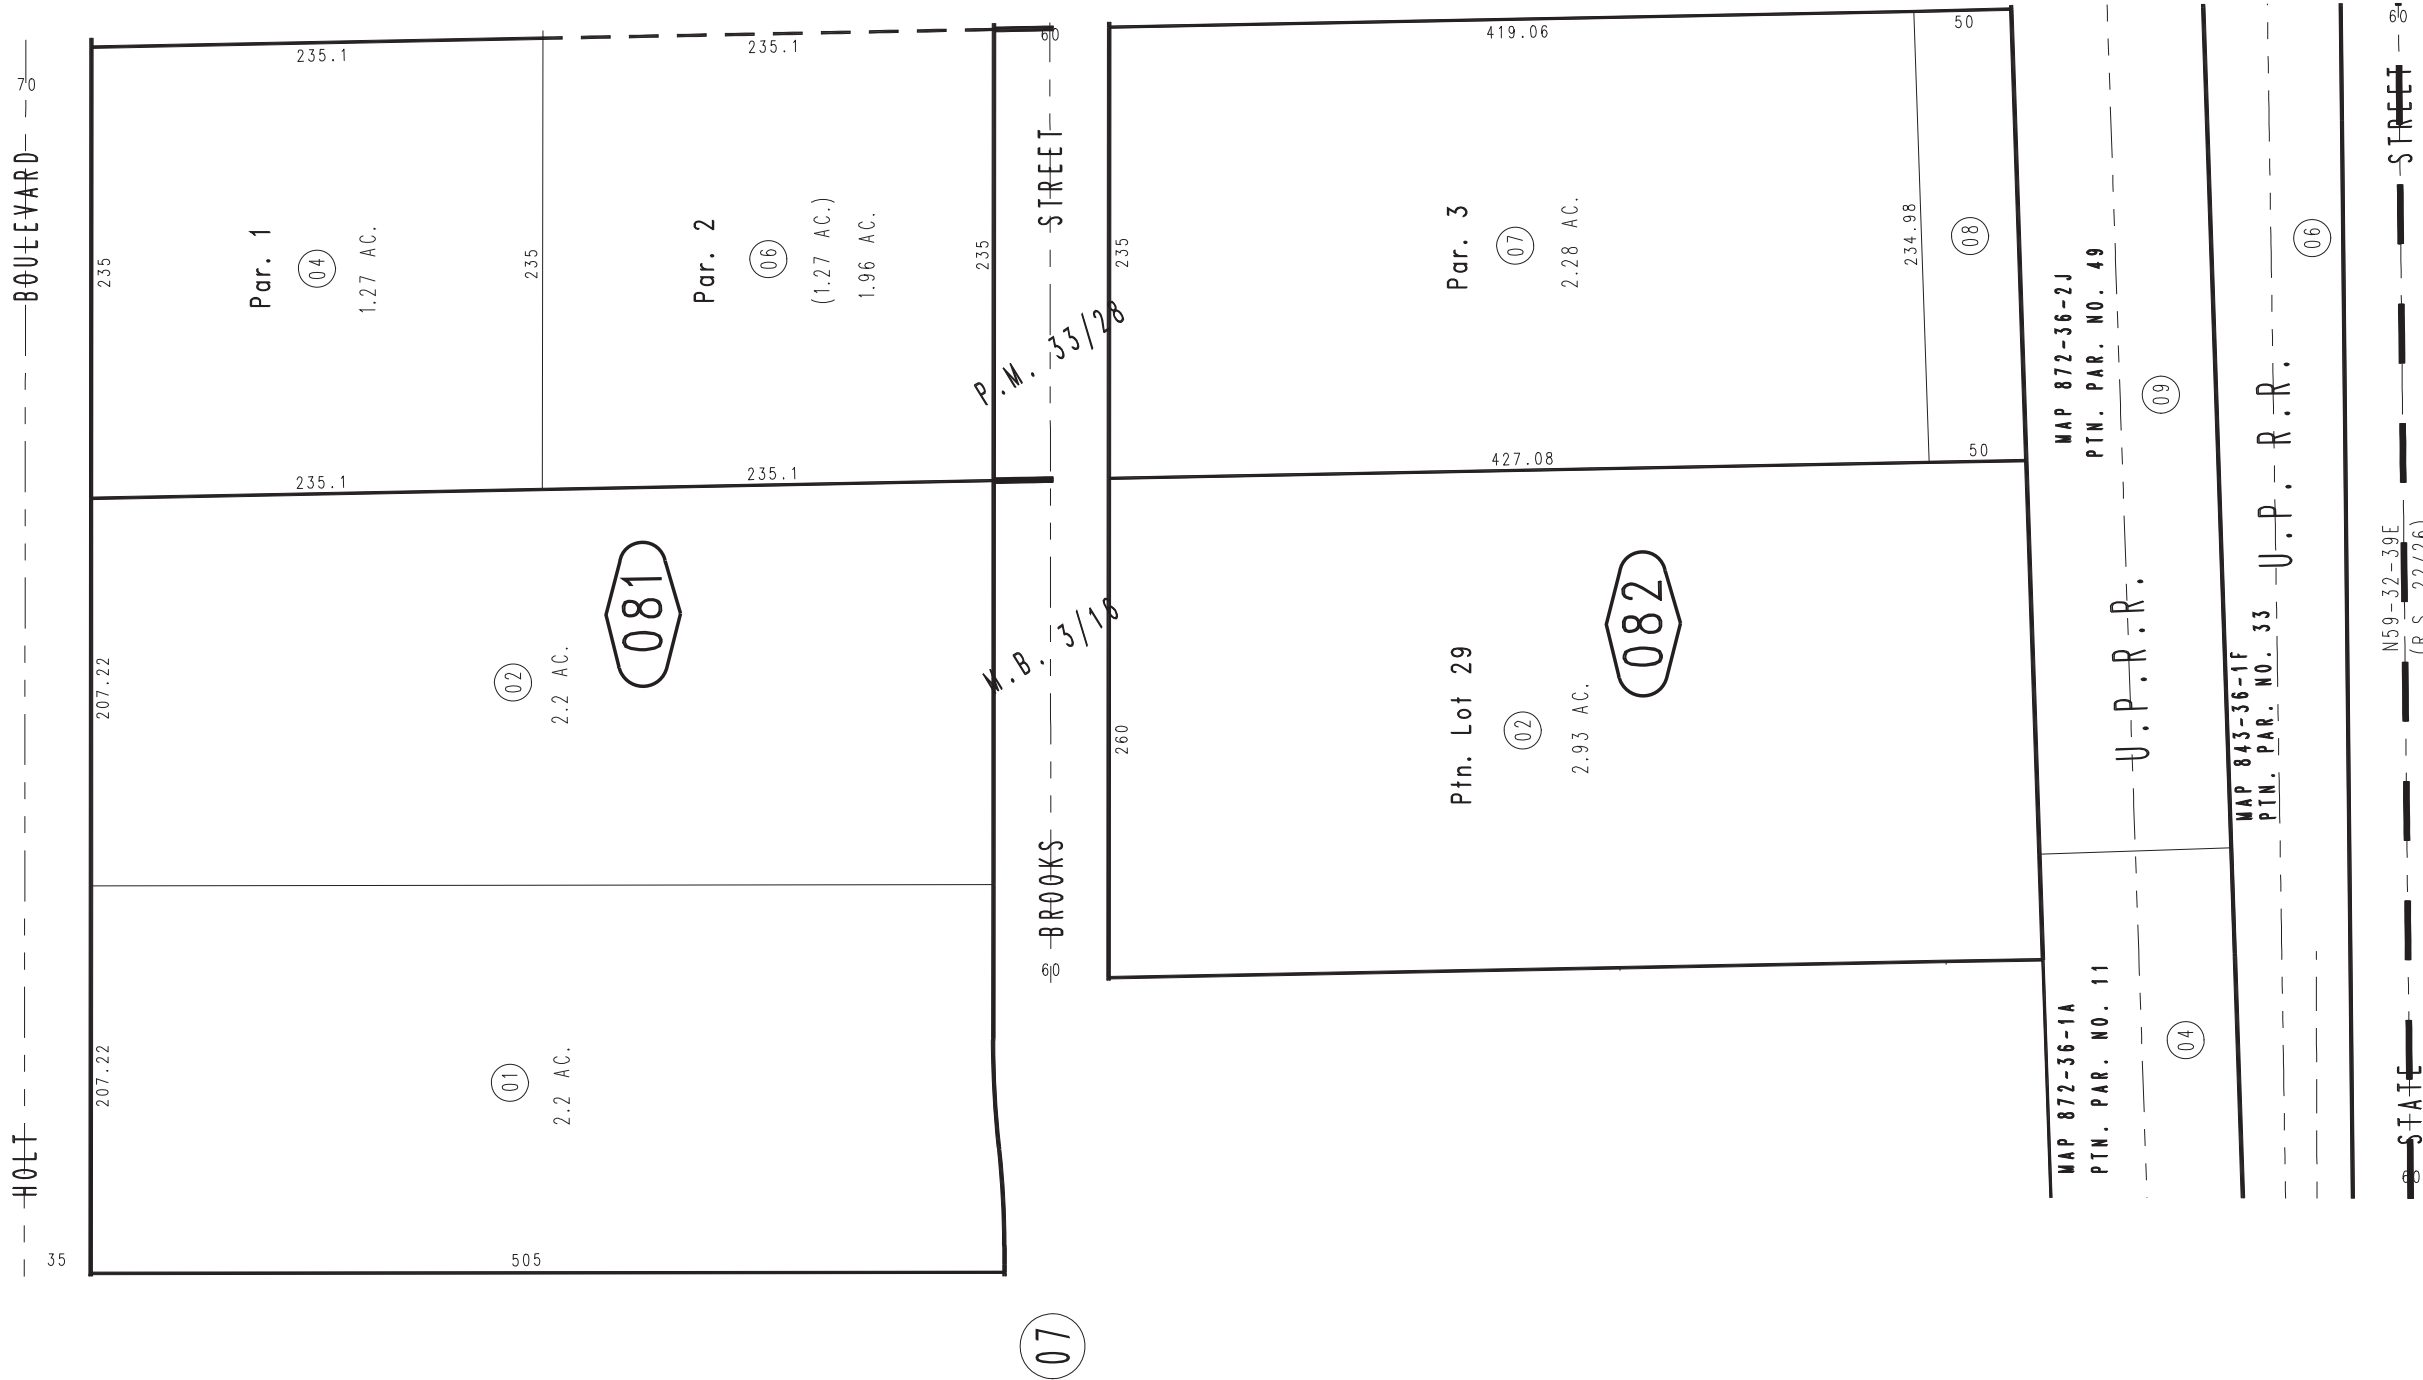 70
BOULEVARD
HOLT
35
235.1
235.1
235
Par. 1
04
1.27 AC.
235
Par. 2
06
(1.27 AC.)
1.96 AC.
235
235.1
235.1
207.22
02
2.2 AC.
081
207.22
01
2.2 AC.
505
60
STREET
BROOKS
60
P.M. 33/28
M.B. 3/16
07
419.06
50
235
Par. 3
07
2.28 AC.
234.98
08
427.08
50
260
Ptn. Lot 29
02
2.93 AC.
082
MAP 872-36-2J
PTN. PAR. NO. 49
09
U.P.R.R.
MAP 872-36-1A
PTN. PAR. NO. 11
04
06
U.P.R.R.
MAP 843-36-1F
PTN. PAR. NO. 33
60
STREET
N59-32-39E
STATE